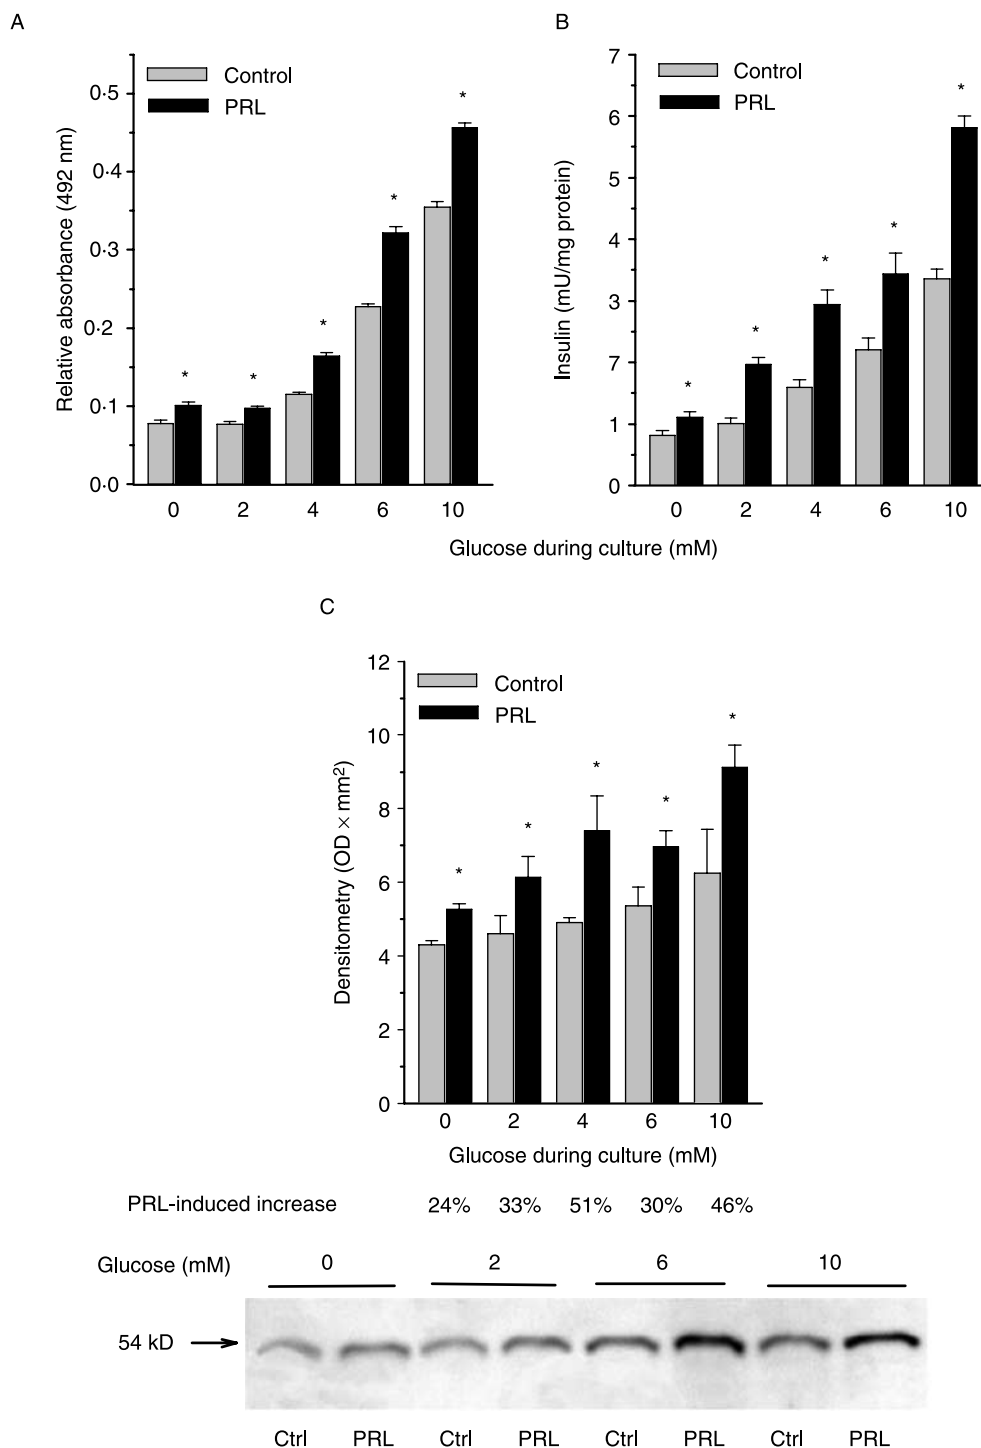 A
Relative absorbance (492 nm)
0·5
0·4
0·3
0·2
0·1
0·0
Control
PRL
*
*
*
*
*
0 2 4 6 10
B
Insulin (mU/mg protein)
7
6
5
4
3
7
1
0
Control
PRL
*
*
*
*
*
0 2 4 6 10
Glucose during culture (mM)
C
Densitometry (OD × mm²)
12
10
8
6
4
2
0
Control
PRL
*
*
*
*
*
0 2 4 6 10
Glucose during culture (mM)
PRL-induced increase 24% 33% 51% 30% 46%
Glucose (mM) 0 2 6 10
54 kD
Ctrl PRL Ctrl PRL Ctrl PRL Ctrl PRL